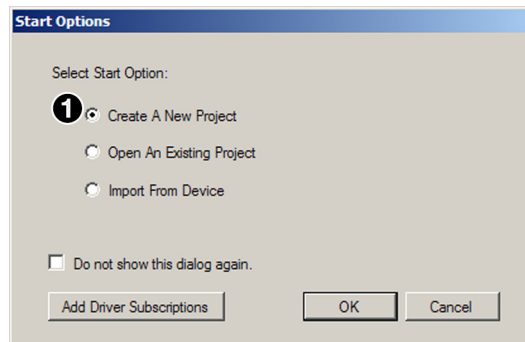 Start Options
Select Start Option:
1 Create A New Project
Open An Existing Project
Import From Device
Do not show this dialog again.
Add Driver Subscriptions OK Cancel